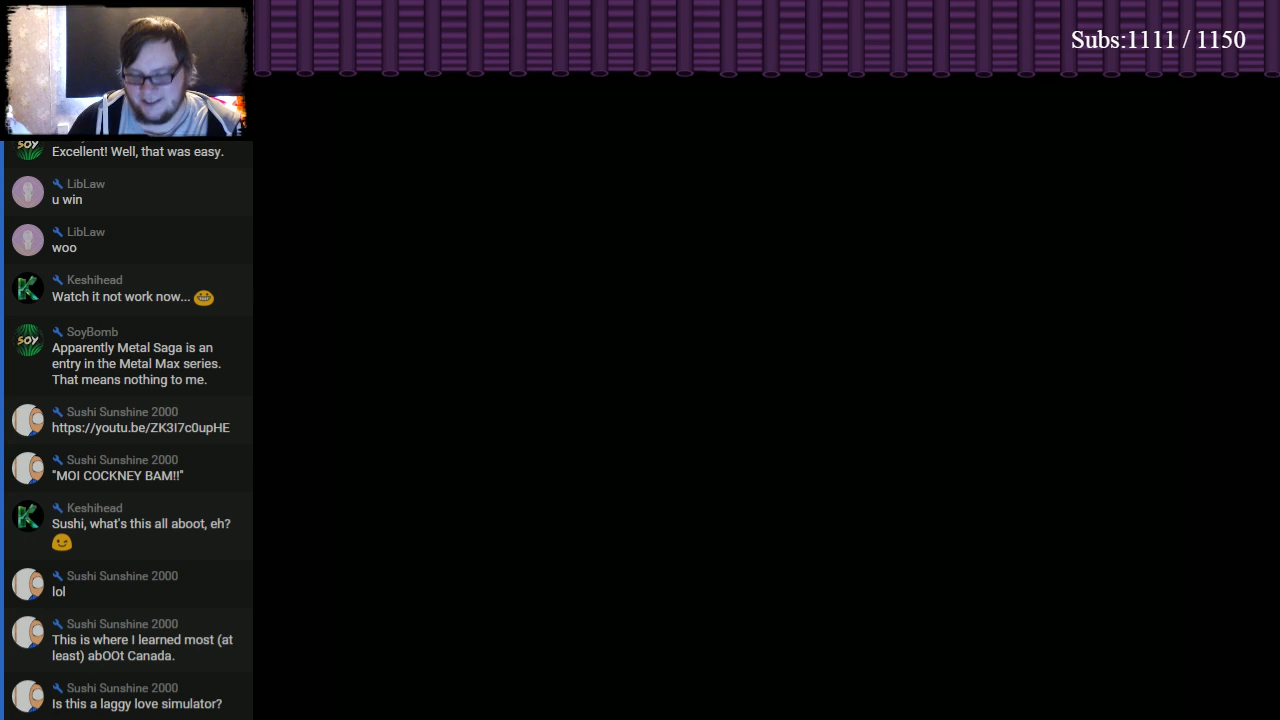 Subs:1111 / 1150
SOY
Excellent! Well, that was easy.
LibLaw
u win
LibLaw
woo
K
Keshihead
Watch it not work now...
SOY
SoyBomb
Apparently Metal Saga is an
entry in the Metal Max series.
That means nothing to me.
Sushi Sunshine 2000
https://youtu.be/ZK3I7c0upHE
Sushi Sunshine 2000
"MOI COCKNEY BAM!!"
K
Keshihead
Sushi, what's this all aboot, eh?
Sushi Sunshine 2000
lol
Sushi Sunshine 2000
This is where I learned most (at
least) abOOt Canada.
Sushi Sunshine 2000
Is this a laggy love simulator?